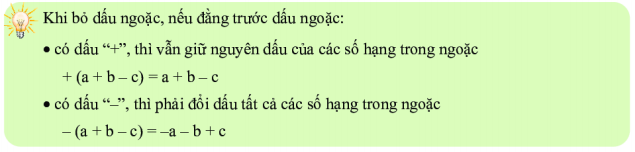 Khi bỏ dấu ngoặc, nếu đằng trước dấu ngoặc:
• có dấu “+”, thì vẫn giữ nguyên dấu của các số hạng trong ngoặc
+ (a + b – c) = a + b – c
• có dấu “–”, thì phải đổi dấu tất cả các số hạng trong ngoặc
– (a + b – c) = –a – b + c